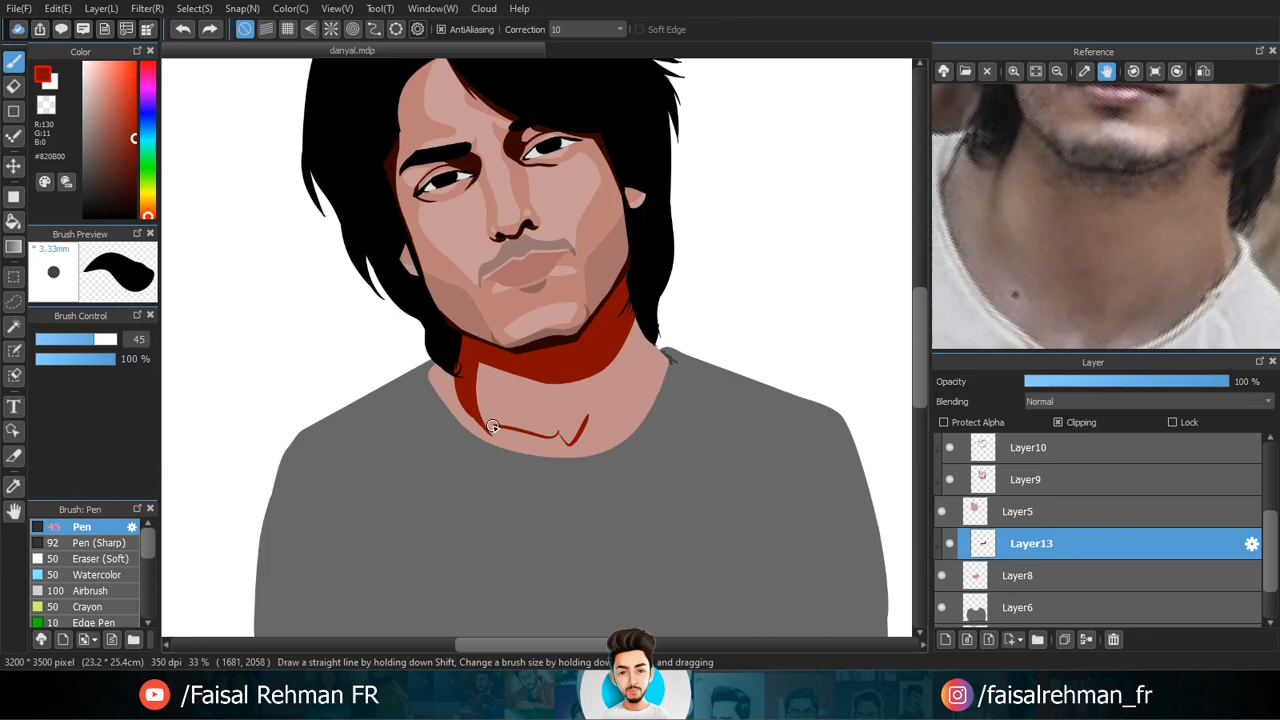 File(F) Edit(E) Layer(L) Filter(R) Select(S) Snap(N) Color(C) View(V) Tool(T) Window(W) Cloud Help
AntiAliasing Correction 10 Soft Edge
Color
danyal.mdp
Reference
R:130
G:11
B:0
#820B00
Brush Preview
* 3.33mm
Brush Control
45
100 %
Layer
Opacity 100 %
Blending Normal
Protect Alpha Clipping Lock
Layer10
Layer9
Layer5
Layer13
Layer8
Layer6
Brush: Pen
45 Pen
92 Pen (Sharp)
50 Eraser (Soft)
50 Watercolor
100 Airbrush
50 Crayon
10 Edge Pen
3200 * 3500 pixel (23.2 * 25.4cm) 350 dpi 33 % ( 1681, 2058 ) Draw a straight line by holding down Shift, Change a brush size by holding dow and dragging
/Faisal Rehman FR
/faisalrehman_fr